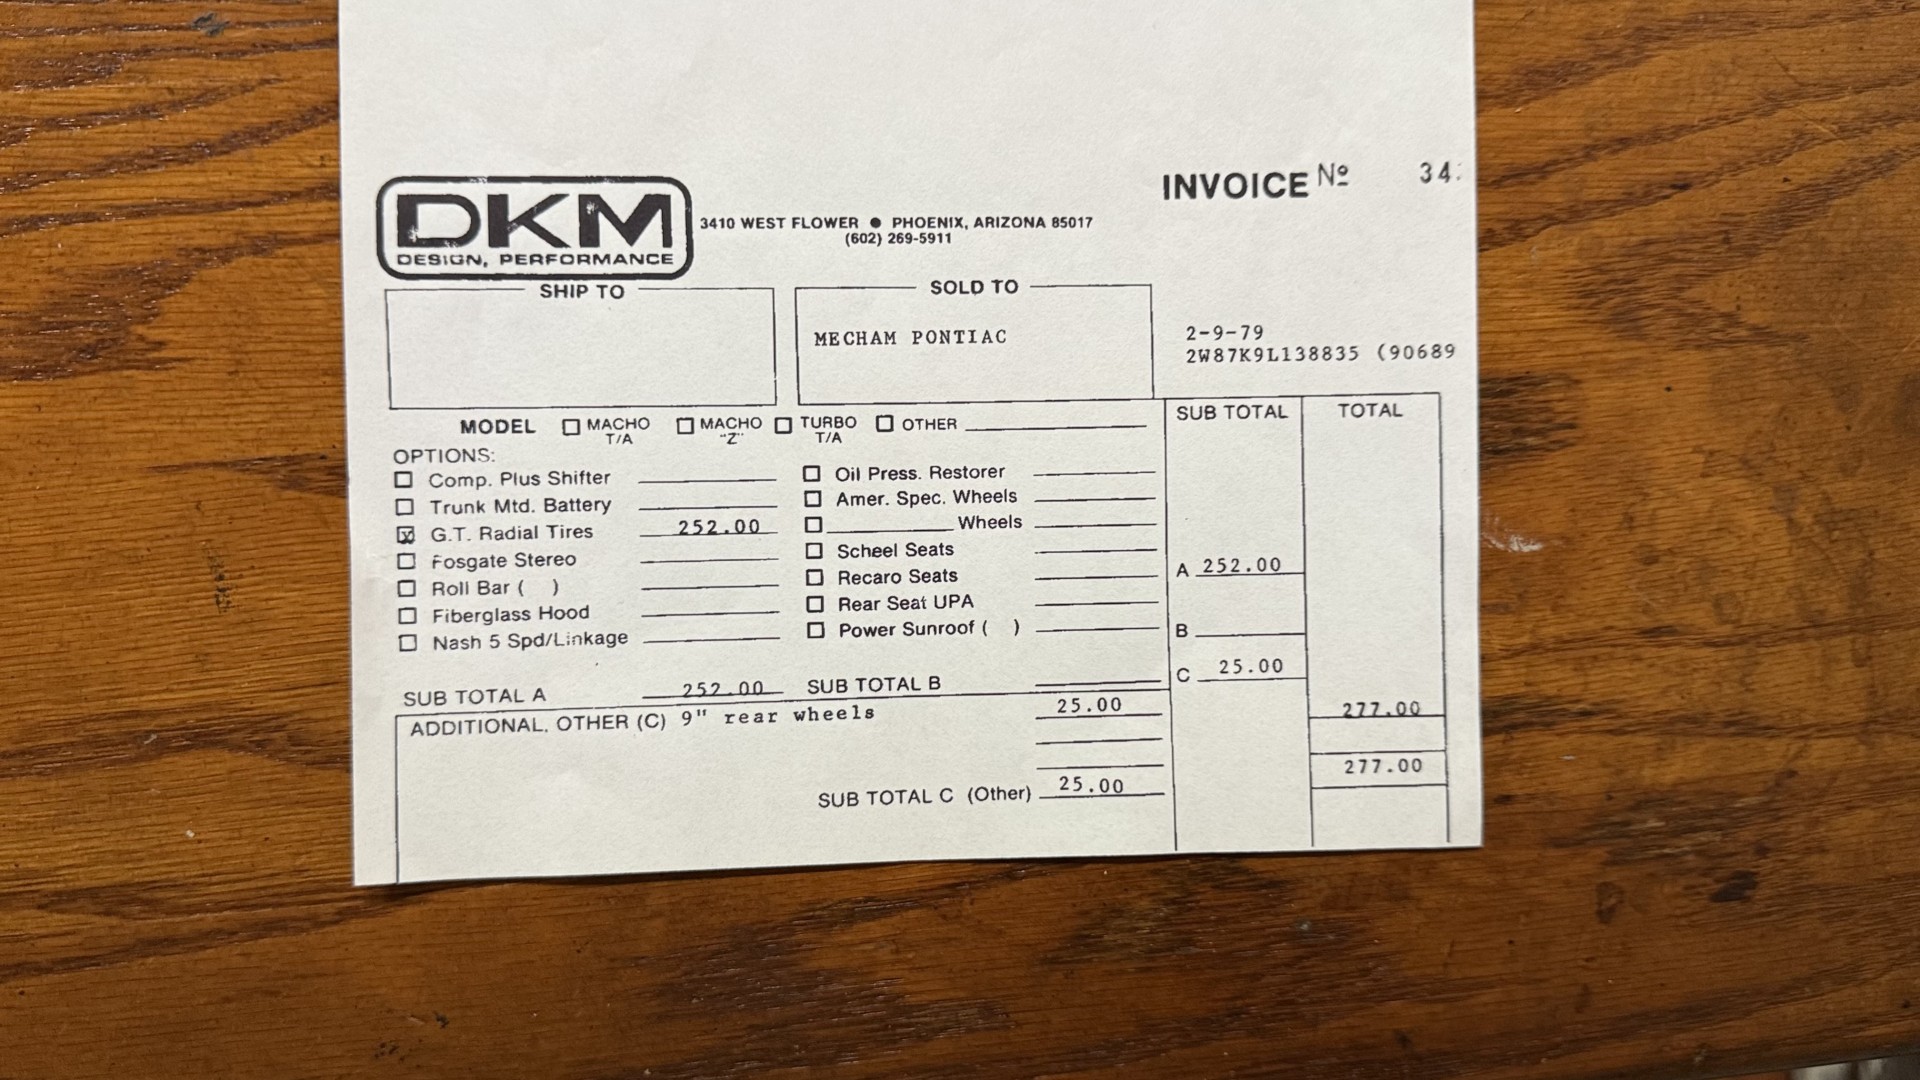 INVOICE Nº 34
DKM
DESIGN, PERFORMANCE
3410 WEST FLOWER ● PHOENIX, ARIZONA 85017
(602) 269-5911
SHIP TO
SOLD TO
MECHAM PONTIAC
2-9-79
2W87K9L138835 (90689
MODEL ☐ MACHO T/A ☐ MACHO "Z" ☐ TURBO T/A ☐ OTHER
SUB TOTAL TOTAL
OPTIONS:
☐ Comp. Plus Shifter
☐ Trunk Mtd. Battery
☒ G.T. Radial Tires 252.00
☐ Fosgate Stereo
☐ Roll Bar ( )
☐ Fiberglass Hood
☐ Nash 5 Spd/Linkage
☐ Oil Press. Restorer
☐ Amer. Spec. Wheels
☐ Wheels
☐ Scheel Seats
☐ Recaro Seats
☐ Rear Seat UPA
☐ Power Sunroof ( )
A 252.00
B
C 25.00
SUB TOTAL A 252.00 SUB TOTAL B
ADDITIONAL, OTHER (C) 9" rear wheels 25.00 277.00
277.00
SUB TOTAL C (Other) 25.00